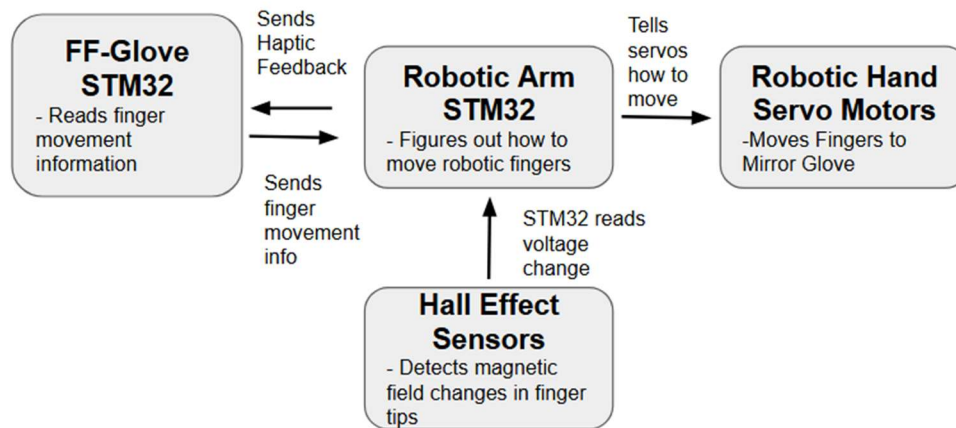 FF-Glove
STM32
- Reads finger
movement
information
Sends
Haptic
Feedback
Sends
finger
movement
info
Robotic Arm
STM32
- Figures out how to
move robotic fingers
Tells
servos
how to
move
Robotic Hand
Servo Motors
-Moves Fingers to
Mirror Glove
STM32 reads
voltage
change
Hall Effect
Sensors
- Detects magnetic
field changes in finger
tips